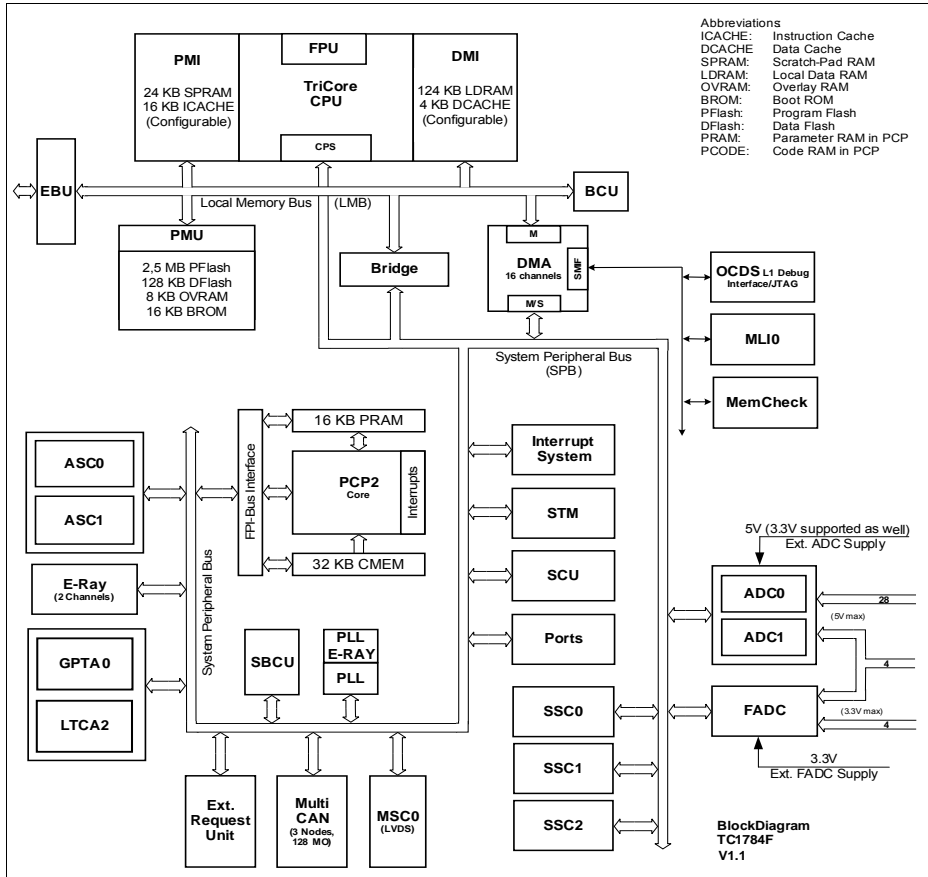 Abbreviations
ICACHE: Instruction Cache
DCACHE Data Cache
SPRAM: Scratch-Pad RAM
LDRAM: Local Data RAM
OVRAM: Overlay RAM
BROM: Boot ROM
PFlash: Program Flash
DFlash: Data Flash
PRAM: Parameter RAM in PCP
PCODE: Code RAM in PCP
PMI
24 KB SPRAM
16 KB ICACHE
(Configurable)
FPU
TriCore
CPU
CPS
DMI
124 KB LDRAM
4 KB DCACHE
(Configurable)
EBU
Local Memory Bus (LMB)
BCU
PMU
2,5 MB PFlash
128 KB DFlash
8 KB OVRAM
16 KB BROM
Bridge
M
DMA
16 channels
SMIF
M/S
OCDS L1 Debug
Interface/JTAG
MLI0
MemCheck
System Peripheral Bus
(SPB)
ASC0
ASC1
E-Ray
(2 Channels)
GPTA0
LTCA2
System Peripheral Bus
FPI-Bus Interface
16 KB PRAM
PCP2
Core
Interrupts
32 KB CMEM
SBCU
PLL
E-RAY
PLL
Interrupt
System
STM
SCU
Ports
SSC0
SSC1
SSC2
5V (3.3V supported as well)
Ext. ADC Supply
ADC0
ADC1
28
(5V max)
4
FADC
(3.3V max)
4
3.3V
Ext. FADC Supply
Ext.
Request
Unit
Multi
CAN
(3 Nodes,
128 MO)
MSC0
(LVDS)
BlockDiagram
TC1784F
V1.1